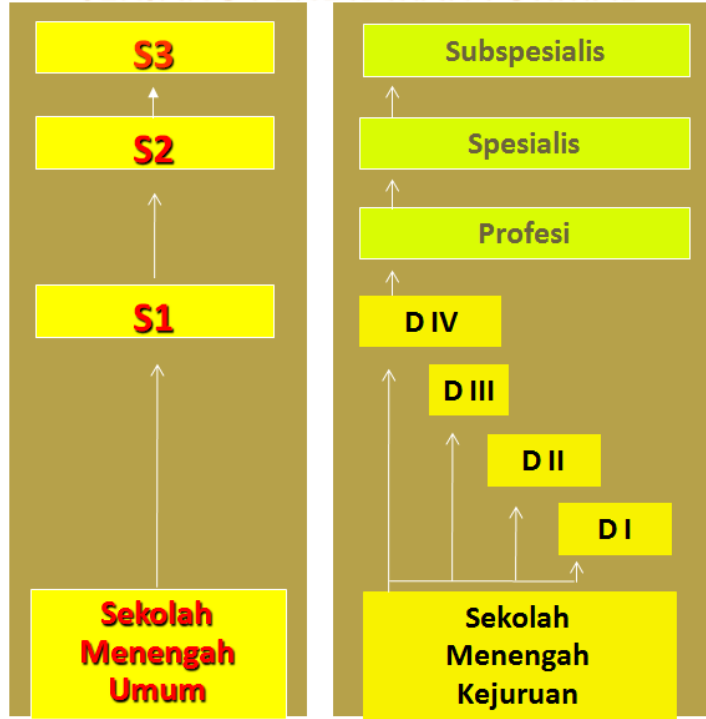 S3
S2
S1
Sekolah
Menengah
Umum
Subspesialis
Spesialis
Profesi
D IV
D III
D II
D I
Sekolah
Menengah
Kejuruan